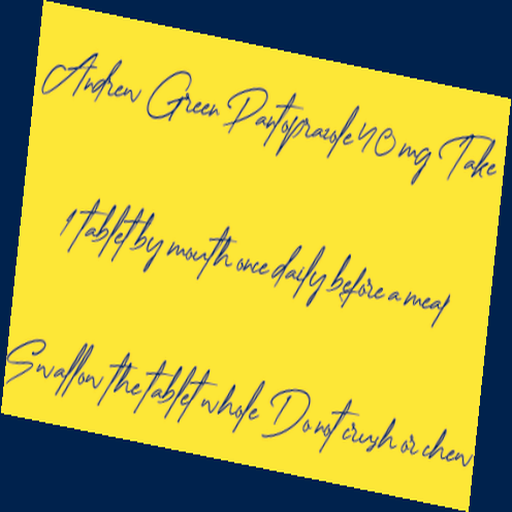 Andrew Green Pantoprazole 40 mg Take
1 tablet by mouth once daily before a meal
Swallow the tablet whole Do not crush or chew